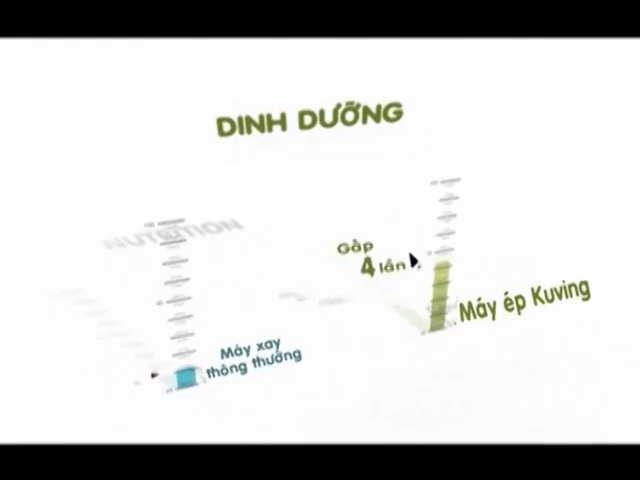 DINH DƯỠNG
NUTRITION
Gấp
4 lần
Máy ép Kuving
Máy xay
thông thường